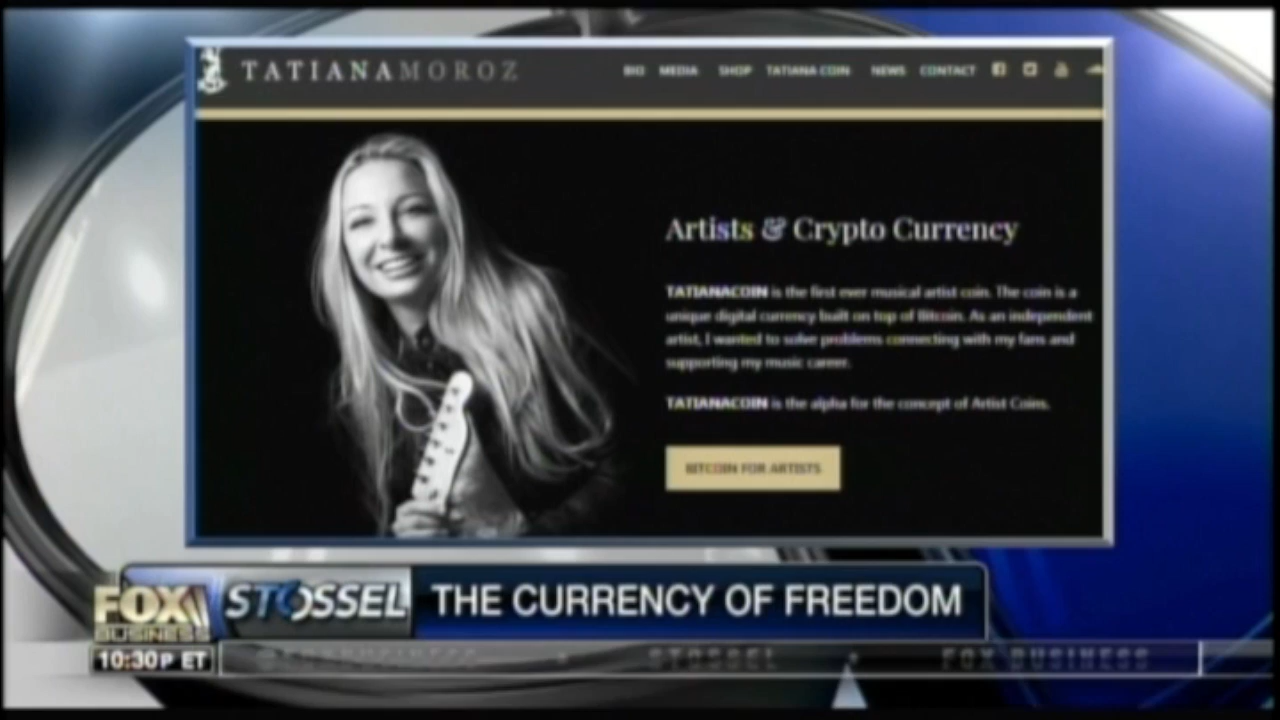 TATIANAMOROZ
BIO MEDIA SHOP TATIANA COIN NEWS CONTACT
Artists & Crypto Currency
TATIANACOIN is the first ever musical artist coin. The coin is a
unique digital currency built on top of Bitcoin. As an independent
artist, I wanted to solve problems connecting with my fans and
supporting my music career.
TATIANACOIN is the alpha for the concept of Artist Coins.
BITCOIN FOR ARTISTS
FOX
BUSINESS
STOSSEL
THE CURRENCY OF FREEDOM
10:30P ET
STOSSEL FOX BUSINESS